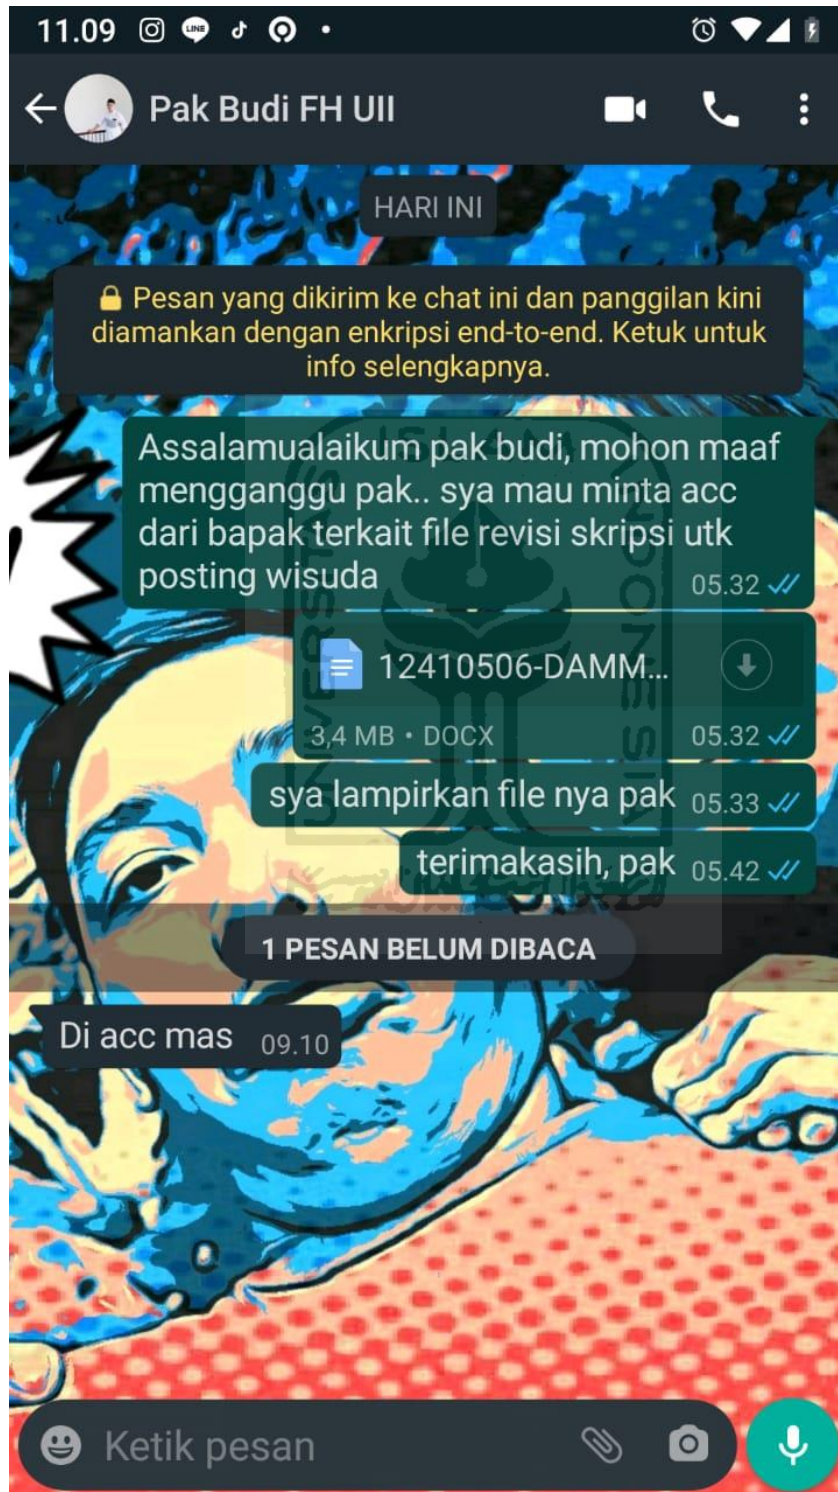 11.09
LINE
Pak Budi FH UII
HARI INI
Pesan yang dikirim ke chat ini dan panggilan kini
diamankan dengan enkripsi end-to-end. Ketuk untuk
info selengkapnya.
Assalamualaikum pak budi, mohon maaf
mengganggu pak.. sya mau minta acc
dari bapak terkait file revisi skripsi utk
posting wisuda
05.32
12410506-DAMM...
3,4 MB • DOCX
05.32
sya lampirkan file nya pak 05.33
terimakasih, pak 05.42
1 PESAN BELUM DIBACA
Di acc mas 09.10
Ketik pesan
UNIVERSITAS
ISLAM
INDONESIA